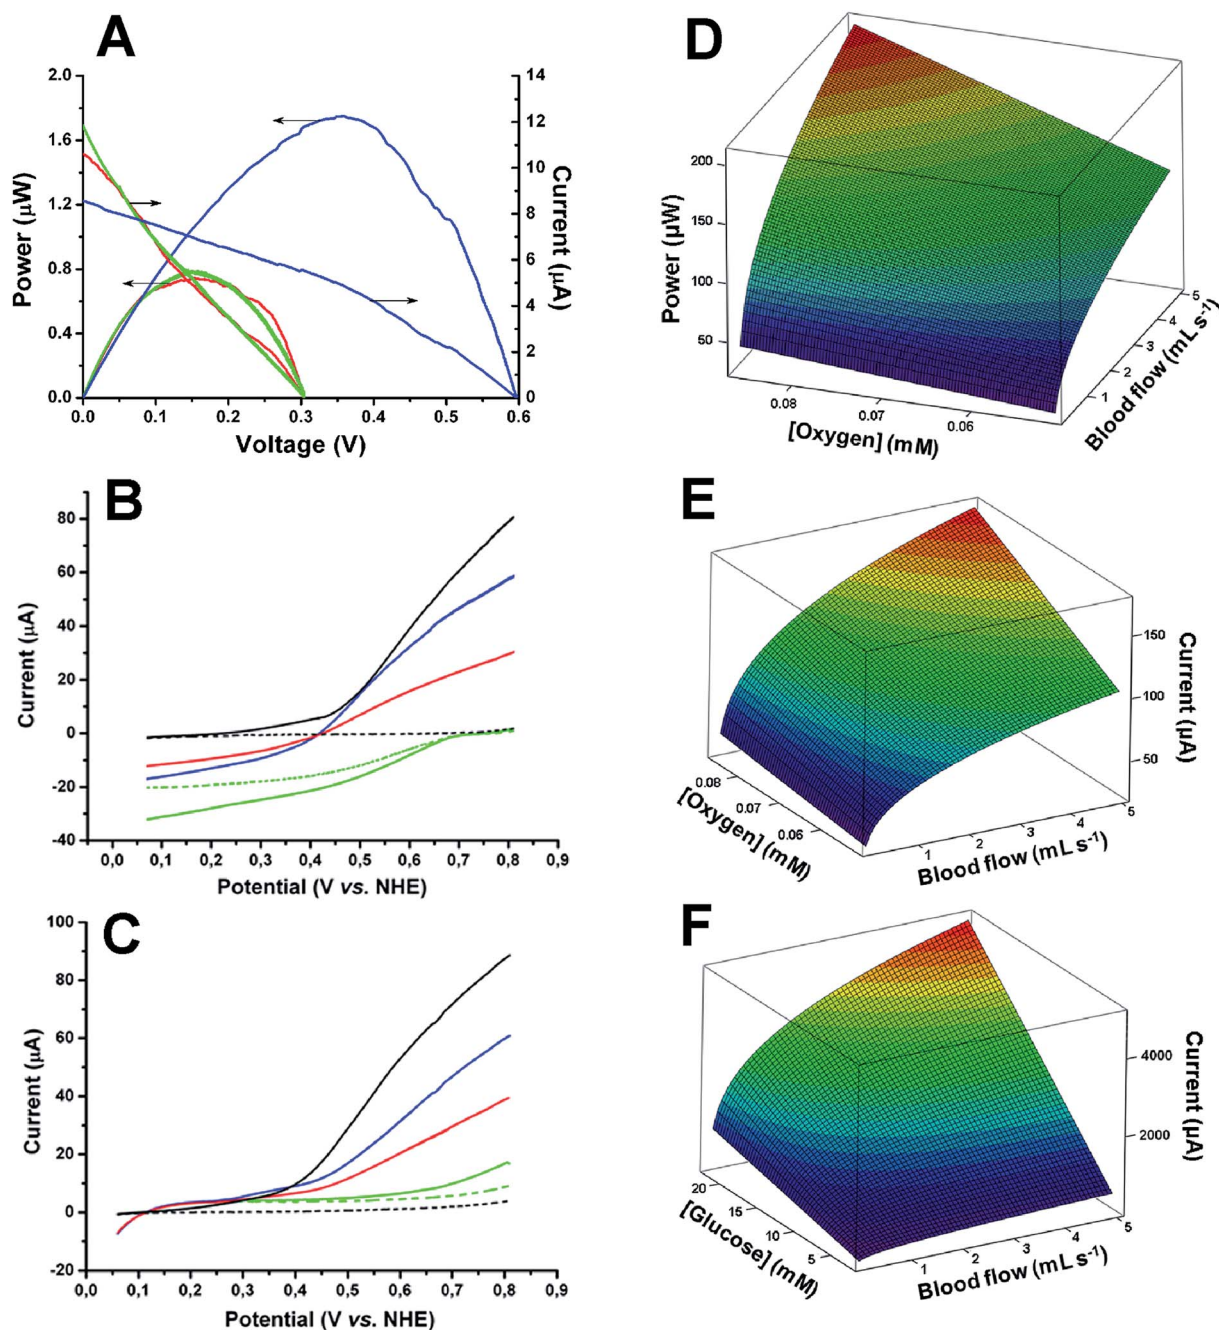 A
2.0
1.6
1.2
0.8
0.4
0.0
Power (μW)
14
12
10
8
6
4
2
0
Current (μA)
0.0 0.1 0.2 0.3 0.4 0.5 0.6
Voltage (V)
D
200
150
100
50
Power (μW)
0.08 0.07 0.06
[Oxygen] (mM)
1 2 3 4 5
Blood flow (mL s⁻¹)
B
80
60
40
20
0
-20
-40
Current (μA)
0,0 0,1 0,2 0,3 0,4 0,5 0,6 0,7 0,8 0,9
Potential (V vs. NHE)
E
150
100
50
Current (μA)
0.08 0.07 0.06
[Oxygen] (mM)
1 2 3 4 5
Blood flow (mL s⁻¹)
C
100
80
60
40
20
0
-20
Current (μA)
0,0 0,1 0,2 0,3 0,4 0,5 0,6 0,7 0,8 0,9
Potential (V vs. NHE)
F
4000
2000
Current (μA)
20 15 10 5
[Glucose] (mM)
1 2 3 4 5
Blood flow (mL s⁻¹)